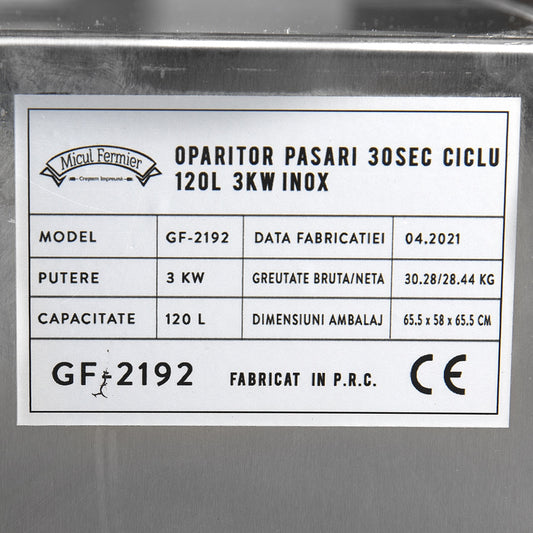 Micul Fermier
Creștem împreună
OPARITOR PASARI 30SEC CICLU
120L 3KW INOX
MODEL GF-2192 DATA FABRICATIEI 04.2021
PUTERE 3 KW GREUTATE BRUTA/NETA 30.28/28.44 KG
CAPACITATE 120 L DIMENSIUNI AMBALAJ 65.5 x 58 x 65.5 CM
GF-2192 FABRICAT IN P.R.C. CE